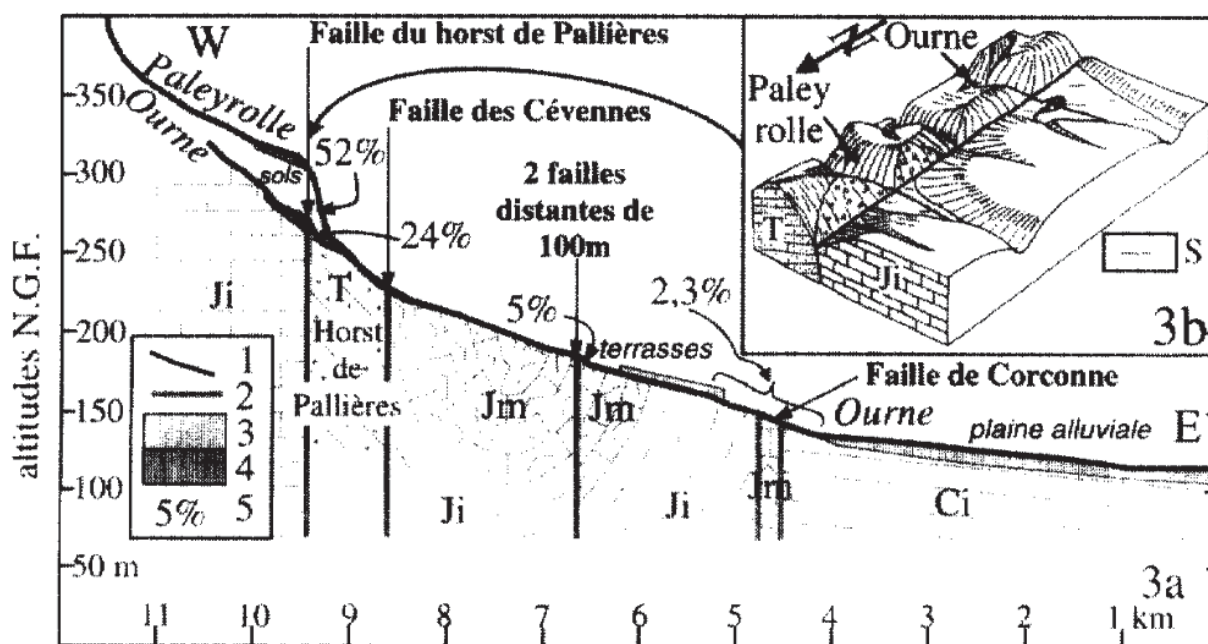 W
Faille du horst de Pallières
Paleyrolle
Ourne
Faille des Cévennes
sols
52%
24%
2 failles
distantes de
100m
5%
2,3%
terrasses
Faille de Corconne
Ourne
plaine alluviale
E
Ji
T
Horst
de
Pallières
Jm
Jm
Ji
Ji
Jm
Ci
3a
altitudes N.G.F.
350
300
250
200
150
100
50 m
11 10 9 8 7 6 5 4 3 2 1 km
1
2
3
4
5% 5
Ourne
Paley
rolle
T
Ji
S
3b